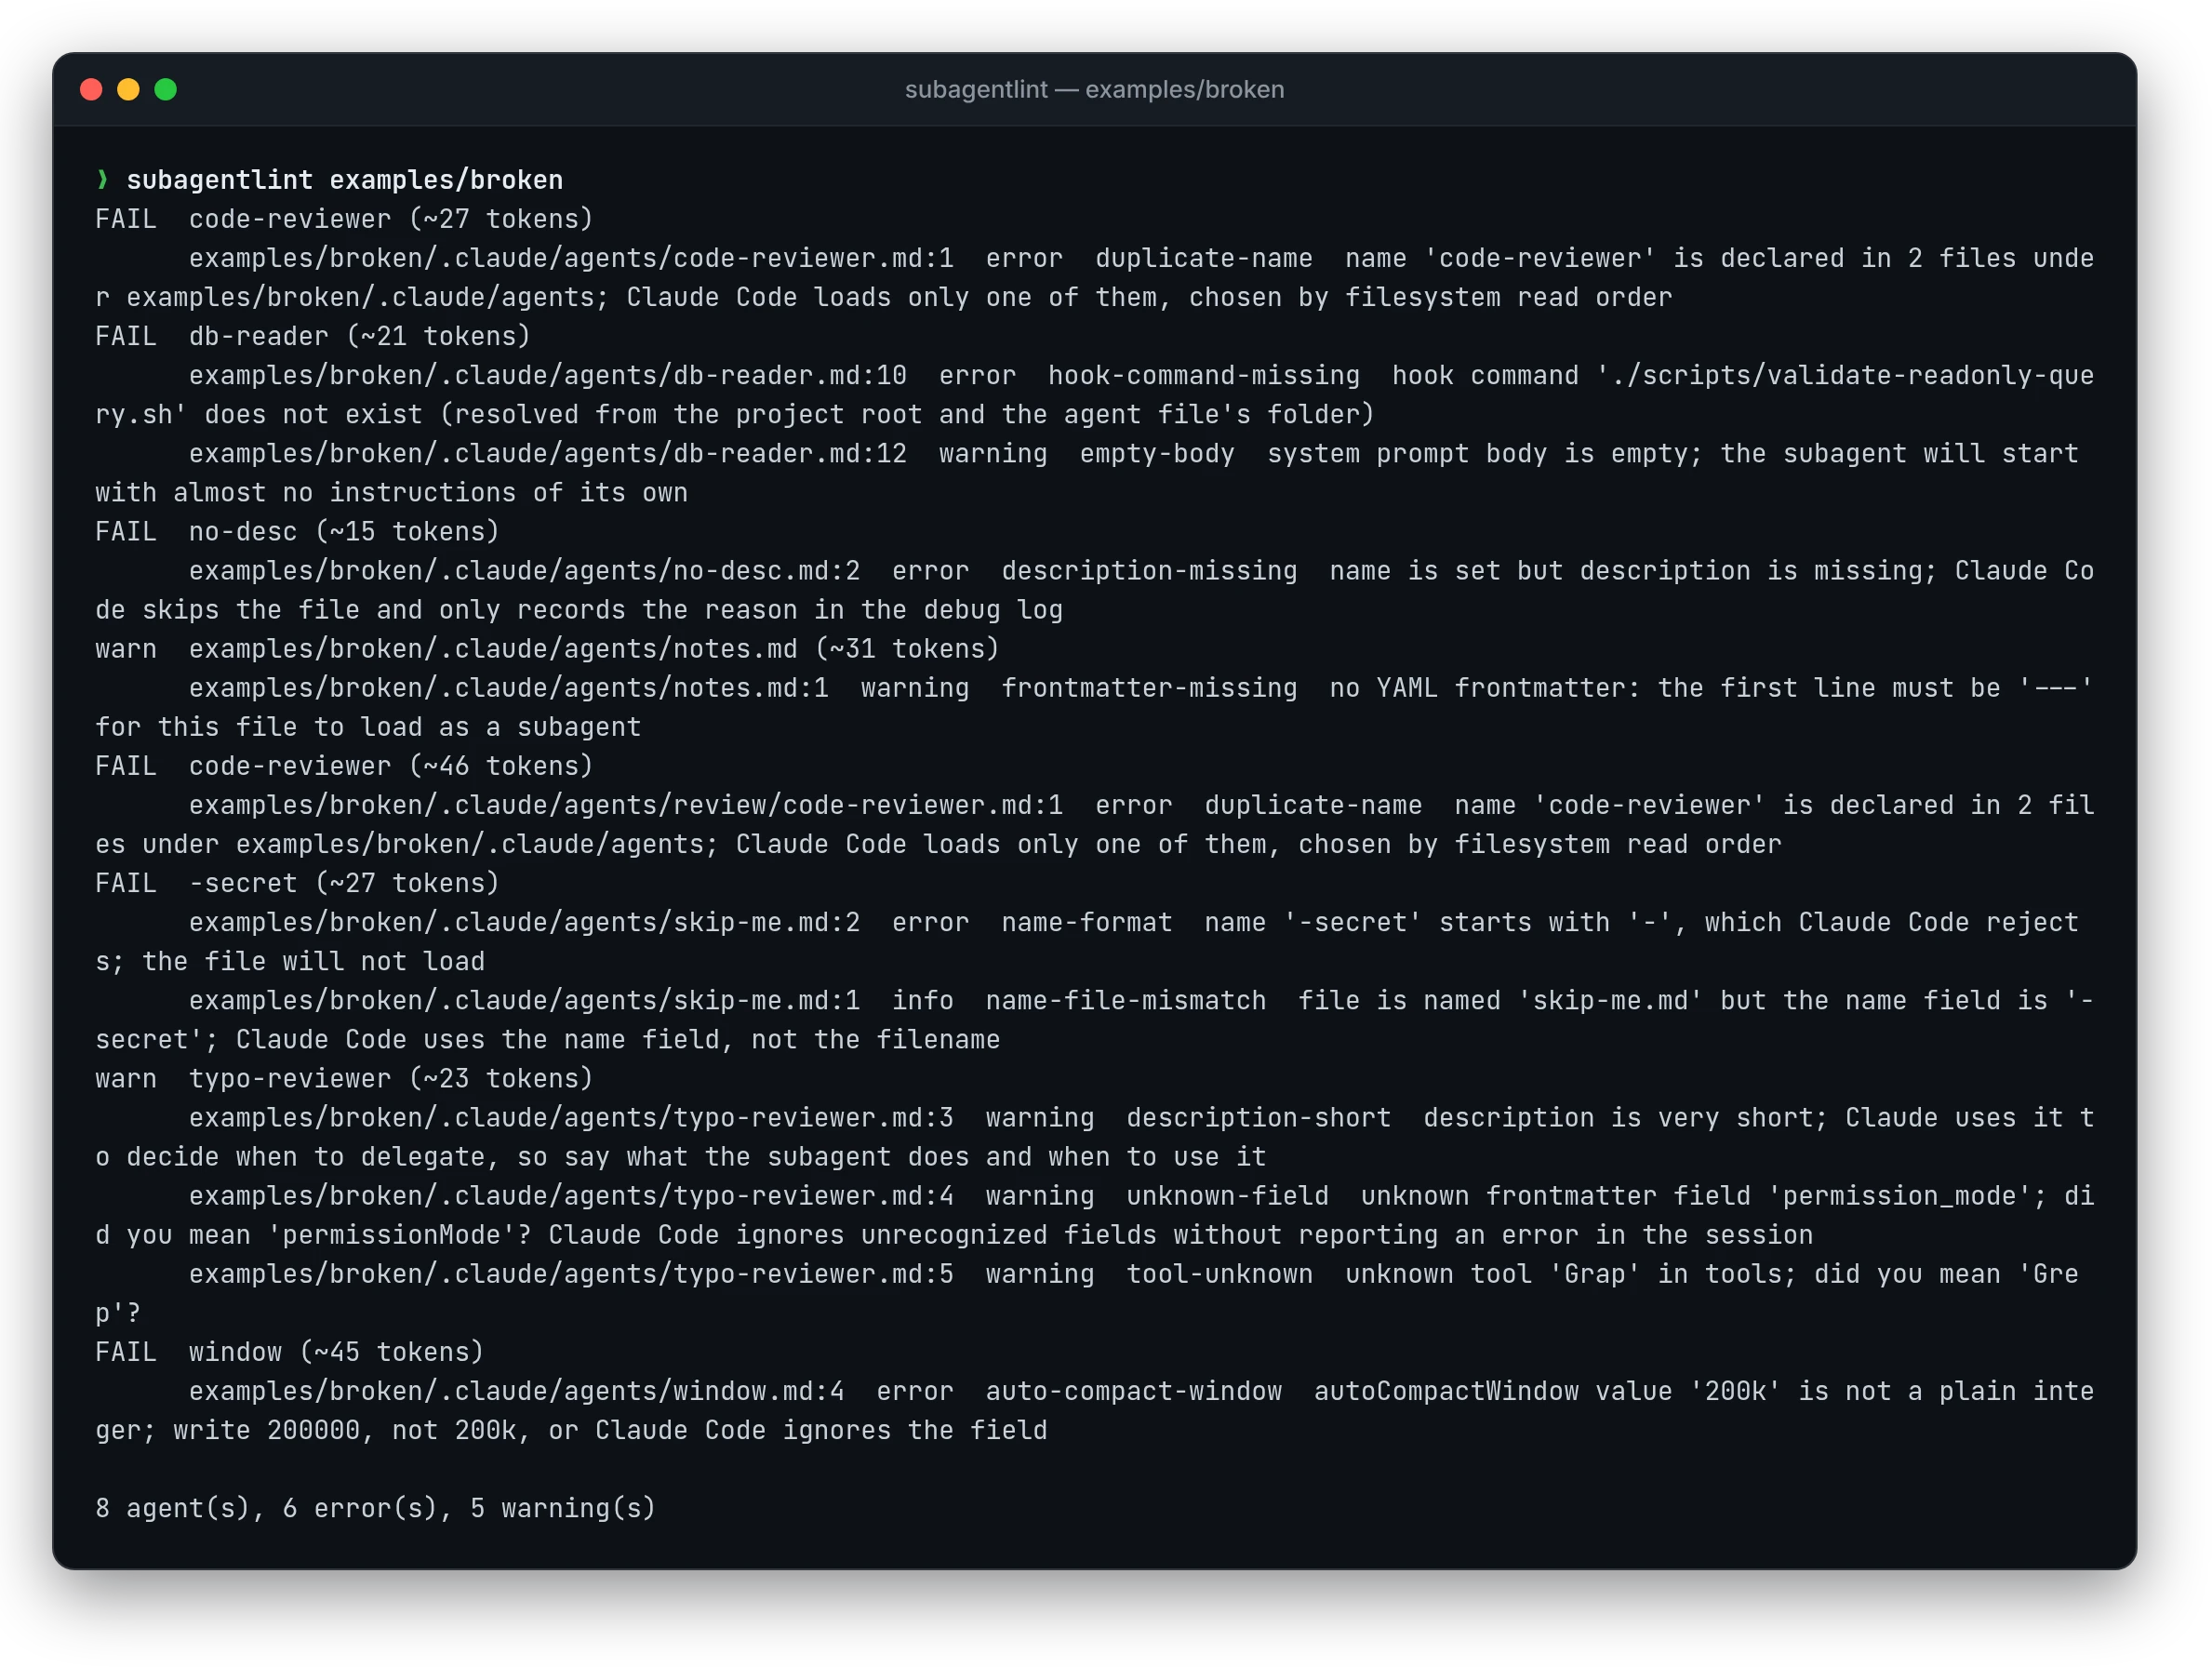 subagentlint — examples/broken
❯ subagentlint examples/broken
FAIL  code-reviewer (~27 tokens)
      examples/broken/.claude/agents/code-reviewer.md:1  error  duplicate-name  name 'code-reviewer' is declared in 2 files unde
r examples/broken/.claude/agents; Claude Code loads only one of them, chosen by filesystem read order
FAIL  db-reader (~21 tokens)
      examples/broken/.claude/agents/db-reader.md:10  error  hook-command-missing  hook command './scripts/validate-readonly-que
ry.sh' does not exist (resolved from the project root and the agent file's folder)
      examples/broken/.claude/agents/db-reader.md:12  warning  empty-body  system prompt body is empty; the subagent will start
with almost no instructions of its own
FAIL  no-desc (~15 tokens)
      examples/broken/.claude/agents/no-desc.md:2  error  description-missing  name is set but description is missing; Claude Co
de skips the file and only records the reason in the debug log
warn  examples/broken/.claude/agents/notes.md (~31 tokens)
      examples/broken/.claude/agents/notes.md:1  warning  frontmatter-missing  no YAML frontmatter: the first line must be '---'
for this file to load as a subagent
FAIL  code-reviewer (~46 tokens)
      examples/broken/.claude/agents/review/code-reviewer.md:1  error  duplicate-name  name 'code-reviewer' is declared in 2 fil
es under examples/broken/.claude/agents; Claude Code loads only one of them, chosen by filesystem read order
FAIL  -secret (~27 tokens)
      examples/broken/.claude/agents/skip-me.md:2  error  name-format  name '-secret' starts with '-', which Claude Code reject
s; the file will not load
      examples/broken/.claude/agents/skip-me.md:1  info  name-file-mismatch  file is named 'skip-me.md' but the name field is '-
secret'; Claude Code uses the name field, not the filename
warn  typo-reviewer (~23 tokens)
      examples/broken/.claude/agents/typo-reviewer.md:3  warning  description-short  description is very short; Claude uses it t
o decide when to delegate, so say what the subagent does and when to use it
      examples/broken/.claude/agents/typo-reviewer.md:4  warning  unknown-field  unknown frontmatter field 'permission_mode'; di
d you mean 'permissionMode'? Claude Code ignores unrecognized fields without reporting an error in the session
      examples/broken/.claude/agents/typo-reviewer.md:5  warning  tool-unknown  unknown tool 'Grap' in tools; did you mean 'Gre
p'?
FAIL  window (~45 tokens)
      examples/broken/.claude/agents/window.md:4  error  auto-compact-window  autoCompactWindow value '200k' is not a plain inte
ger; write 200000, not 200k, or Claude Code ignores the field
8 agent(s), 6 error(s), 5 warning(s)